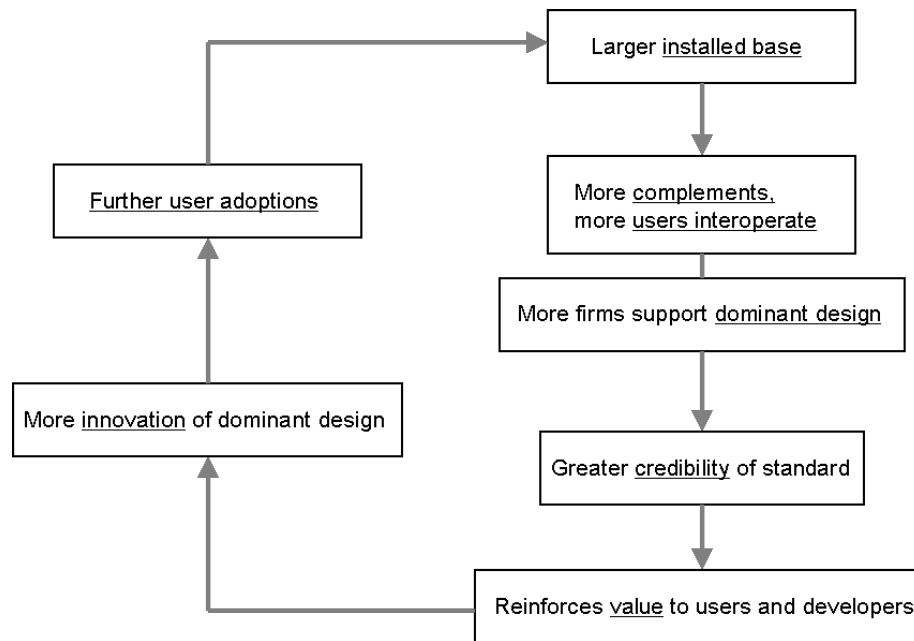 Larger installed base
Further user adoptions
More complements,
more users interoperate
More firms support dominant design
More innovation of dominant design
Greater credibility of standard
Reinforces value to users and developers